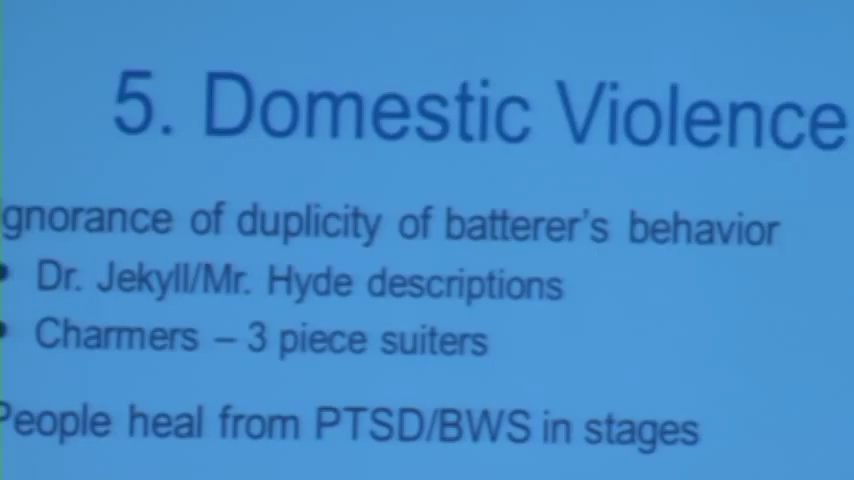 5. Domestic Violence
gnorance of duplicity of batterer's behavior
• Dr. Jekyll/Mr. Hyde descriptions
• Charmers – 3 piece suiters
People heal from PTSD/BWS in stages